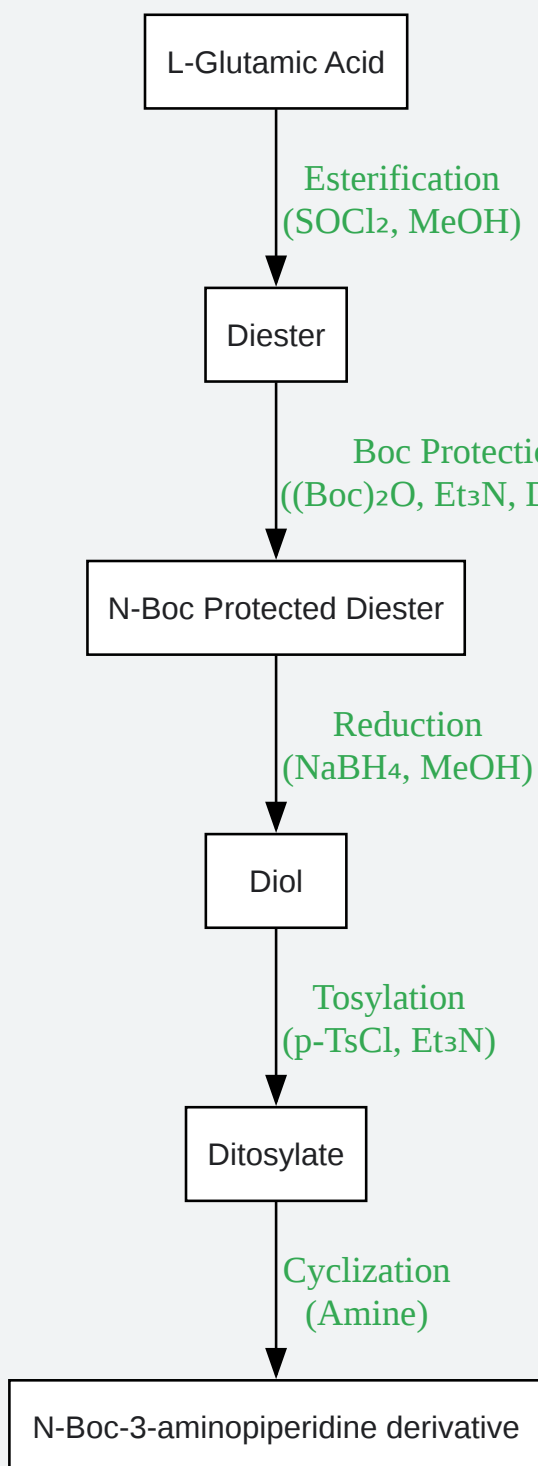 L-Glutamic Acid
Esterification
(SOCl₂, MeOH)
Diester
Boc
((Boc)₂O, Et₃N,
N-Boc Protected Diester
Reduction
(NaBH₄, MeOH)
Diol
Tosylation
(p-TsCl, Et₃N)
Ditosylate
Cyclization
(Amine)
N-Boc-3-aminopiperidine derivative